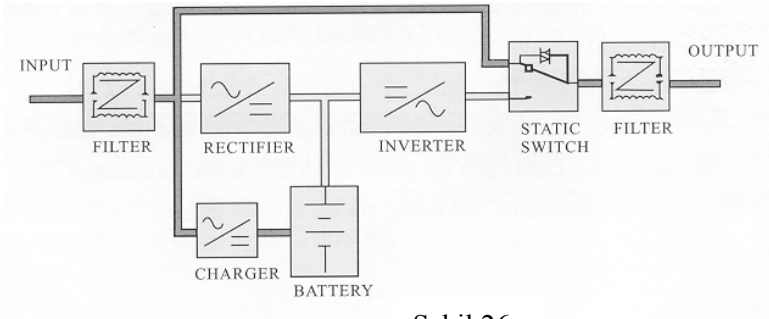 INPUT
OUTPUT
FILTER
RECTIFIER
INVERTER
STATIC
SWITCH
FILTER
CHARGER
BATTERY